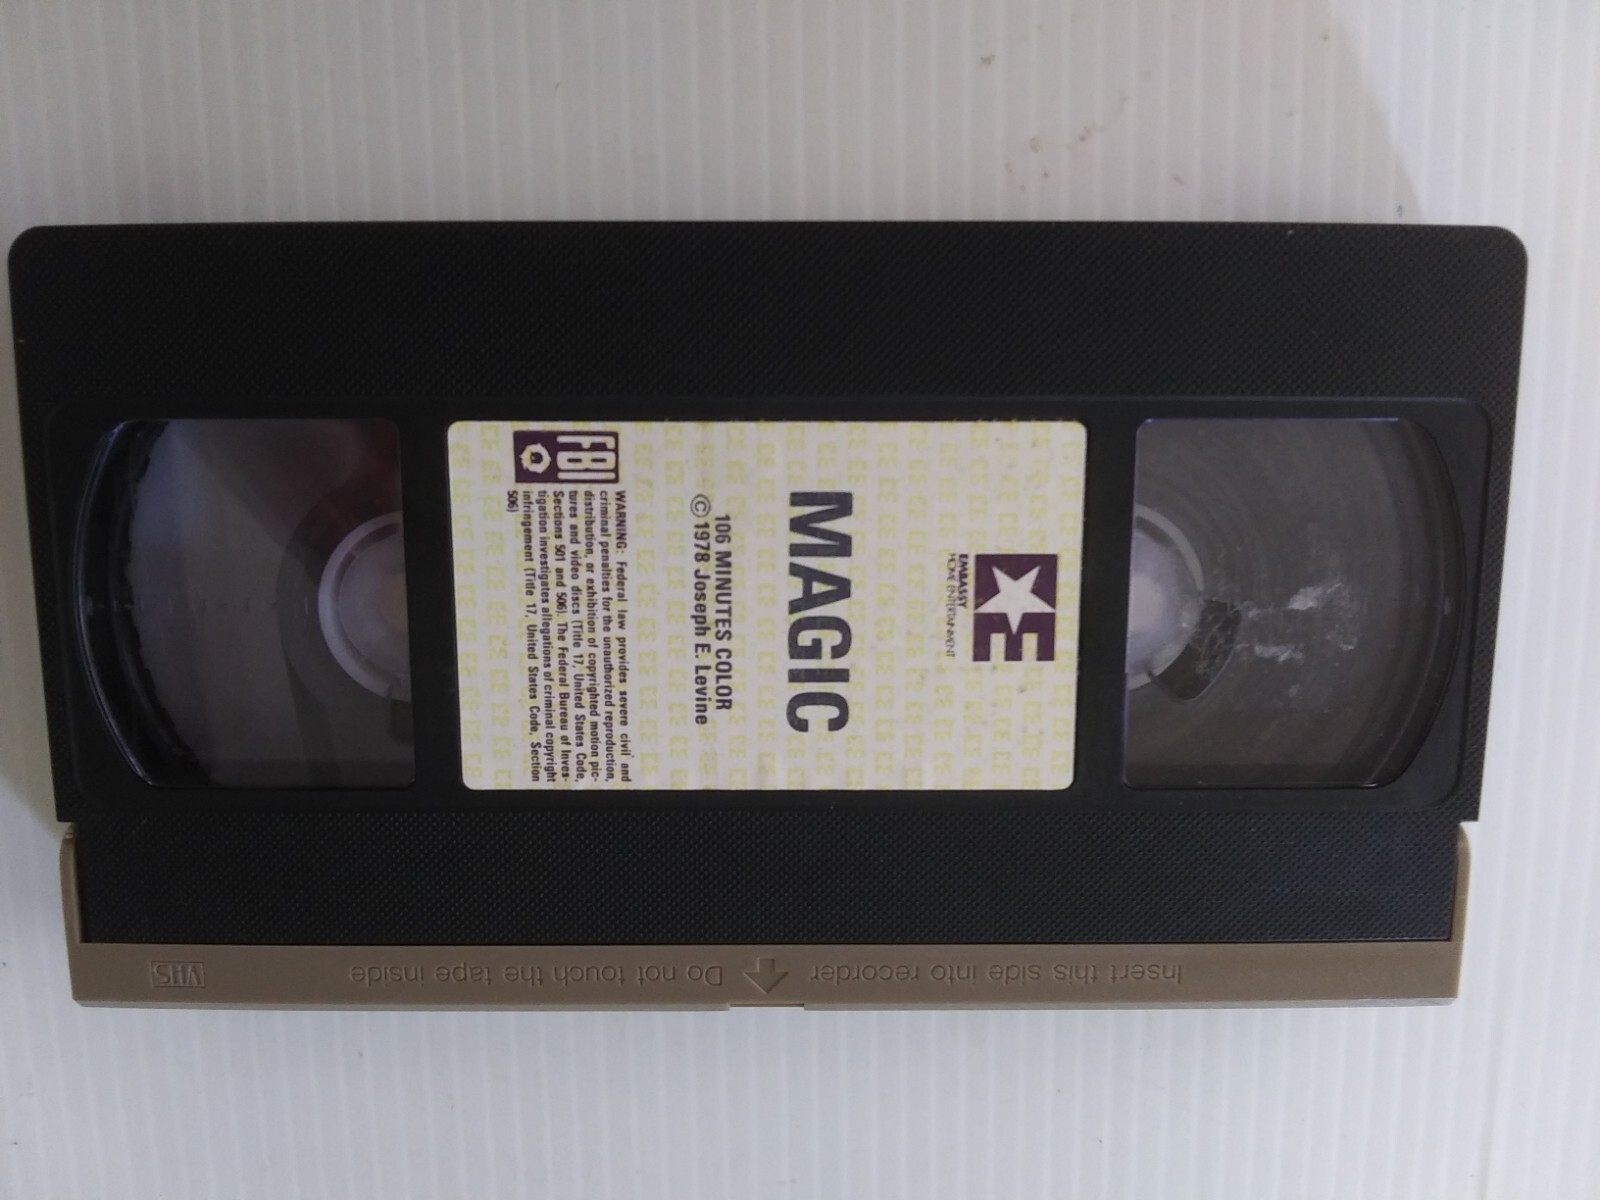 EMBASSY
HOME ENTERTAINMENT
MAGIC
106 MINUTES COLOR
© 1978 Joseph E. Levine
FBI
WARNING: Federal law provides severe civil and
criminal penalties for the unauthorized reproduction,
distribution, or exhibition of copyrighted motion pic-
tures and video discs (Title 17, United States Code,
Sections 501 and 506). The Federal Bureau of Inves-
tigation investigates allegations of criminal copyright
infringement (Title 17, United States Code, Section
506)
Insert this side into recorder
Do not touch the tape inside
VHS